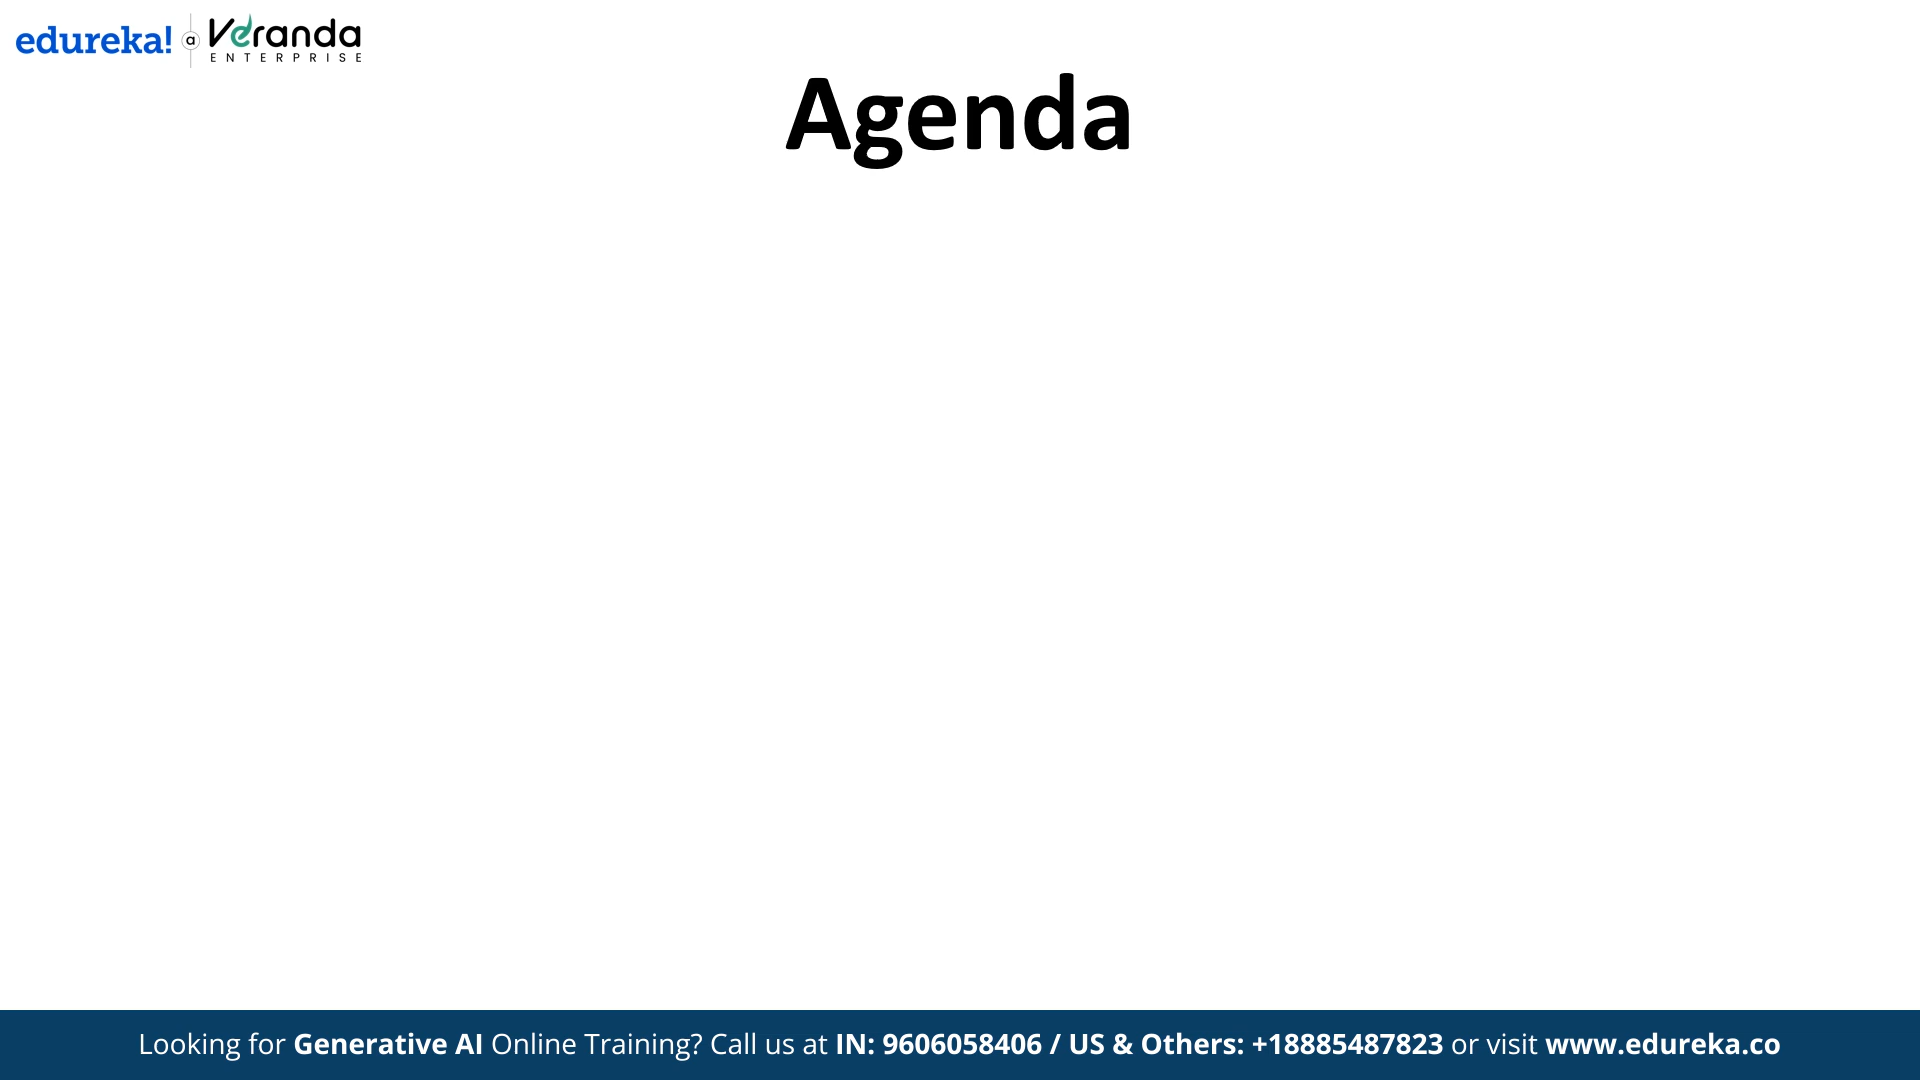 edureka! a Veranda
ENTERPRISE
Agenda
Looking for Generative AI Online Training? Call us at IN: 9606058406 / US & Others: +18885487823 or visit www.edureka.co